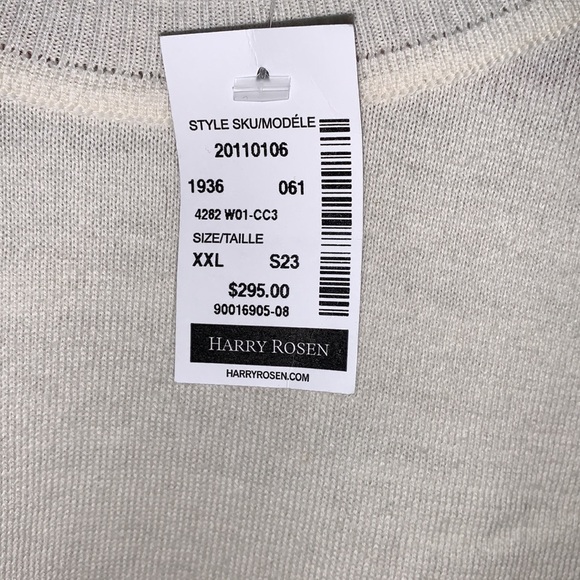 STYLE SKU/MODÉLE
20110106
1936 061
4282 W01-CC3
SIZE/TAILLE
XXL S23
$295.00
90016905-08
HARRY ROSEN
HARRYROSEN.COM